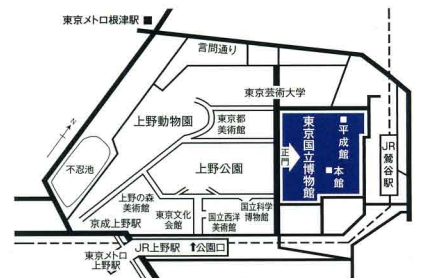 東京メトロ根津駅
言問通り
東京芸術大学
上野動物園
東京都
美術館
不忍池
上野公園
正門
東京国立博物館
平成館
本館
JR
鶯谷駅
上野の森
美術館
東京文化
会館
国立西洋
美術館
国立科学
博物館
京成上野駅
JR上野駅
公園口
東京メトロ
上野駅